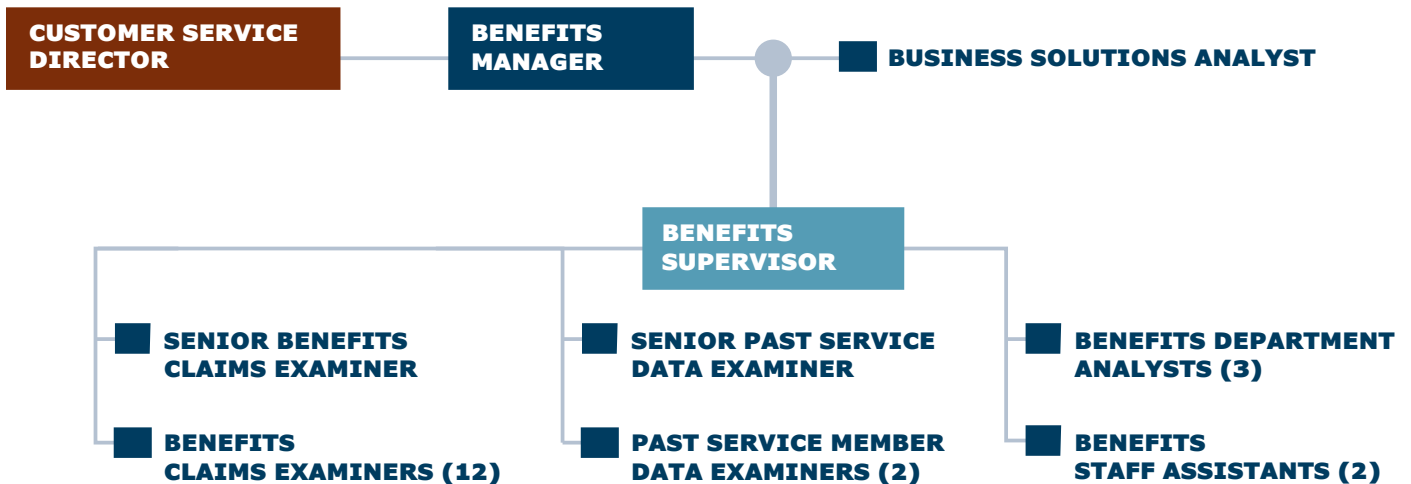 CUSTOMER SERVICE
DIRECTOR
BENEFITS
MANAGER
BUSINESS SOLUTIONS ANALYST
BENEFITS
SUPERVISOR
SENIOR BENEFITS
CLAIMS EXAMINER
SENIOR PAST SERVICE
DATA EXAMINER
BENEFITS DEPARTMENT
ANALYSTS (3)
BENEFITS
CLAIMS EXAMINERS (12)
PAST SERVICE MEMBER
DATA EXAMINERS (2)
BENEFITS
STAFF ASSISTANTS (2)